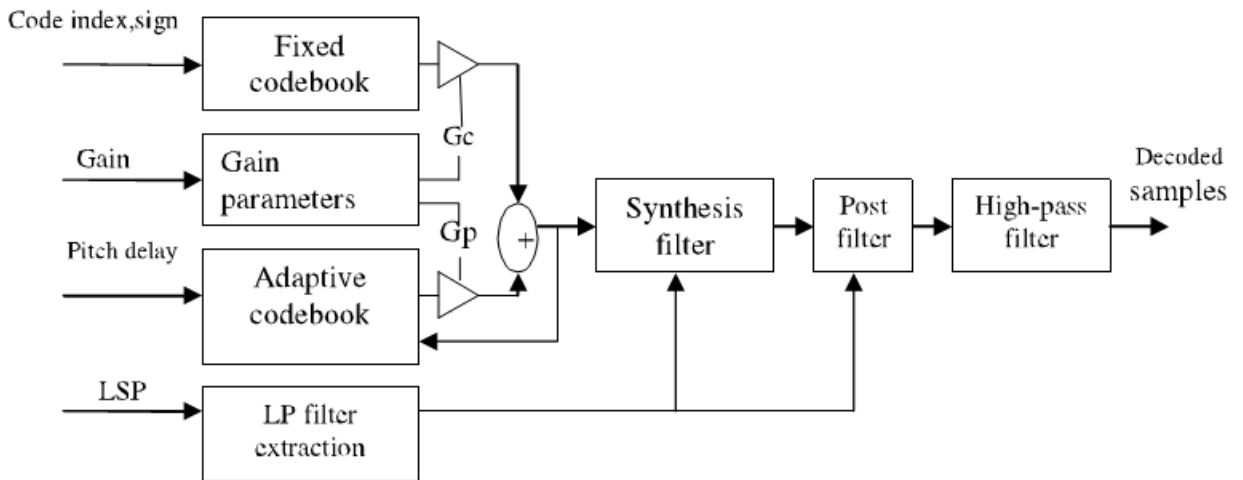 Code index,sign
Fixed
codebook
Gc
Gain
Gain
parameters
Decoded
samples
Synthesis
filter
Post
filter
High-pass
filter
+
Gp
Pitch delay
Adaptive
codebook
LSP
LP filter
extraction